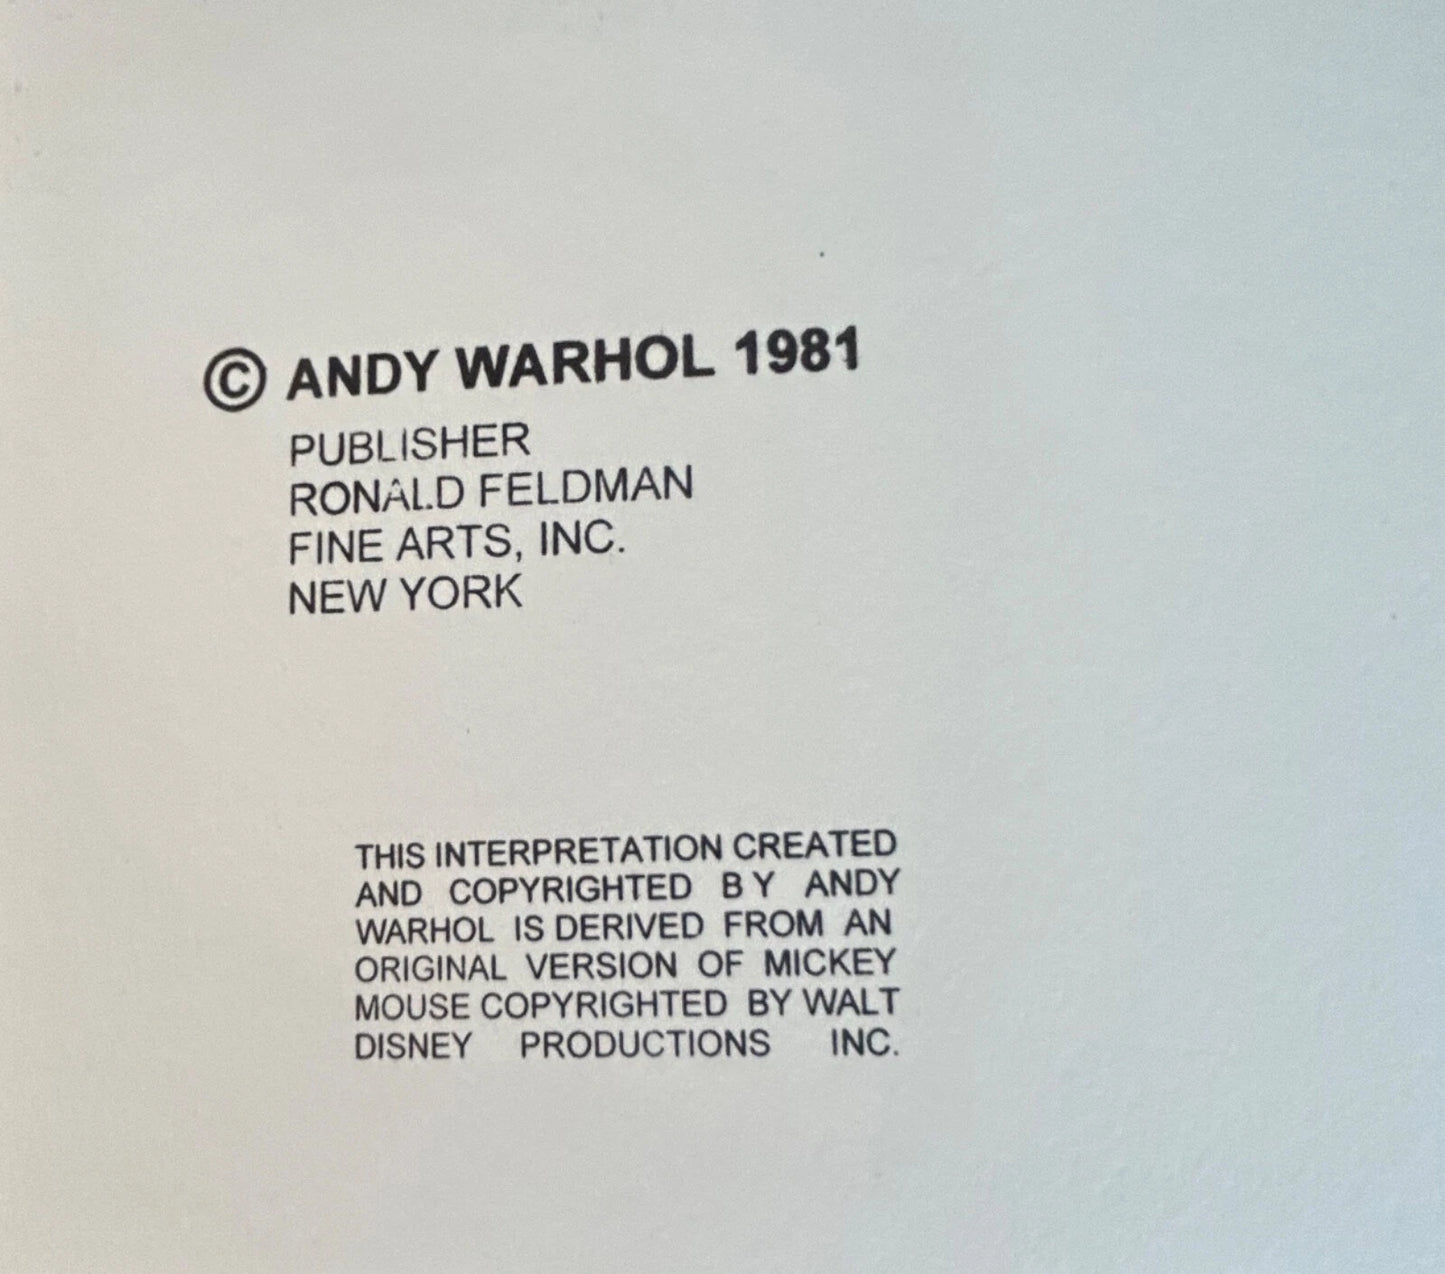 © ANDY WARHOL 1981
PUBLISHER
RONALD FELDMAN
FINE ARTS, INC.
NEW YORK
THIS INTERPRETATION CREATED
AND COPYRIGHTED BY ANDY
WARHOL IS DERIVED FROM AN
ORIGINAL VERSION OF MICKEY
MOUSE COPYRIGHTED BY WALT
DISNEY PRODUCTIONS INC.